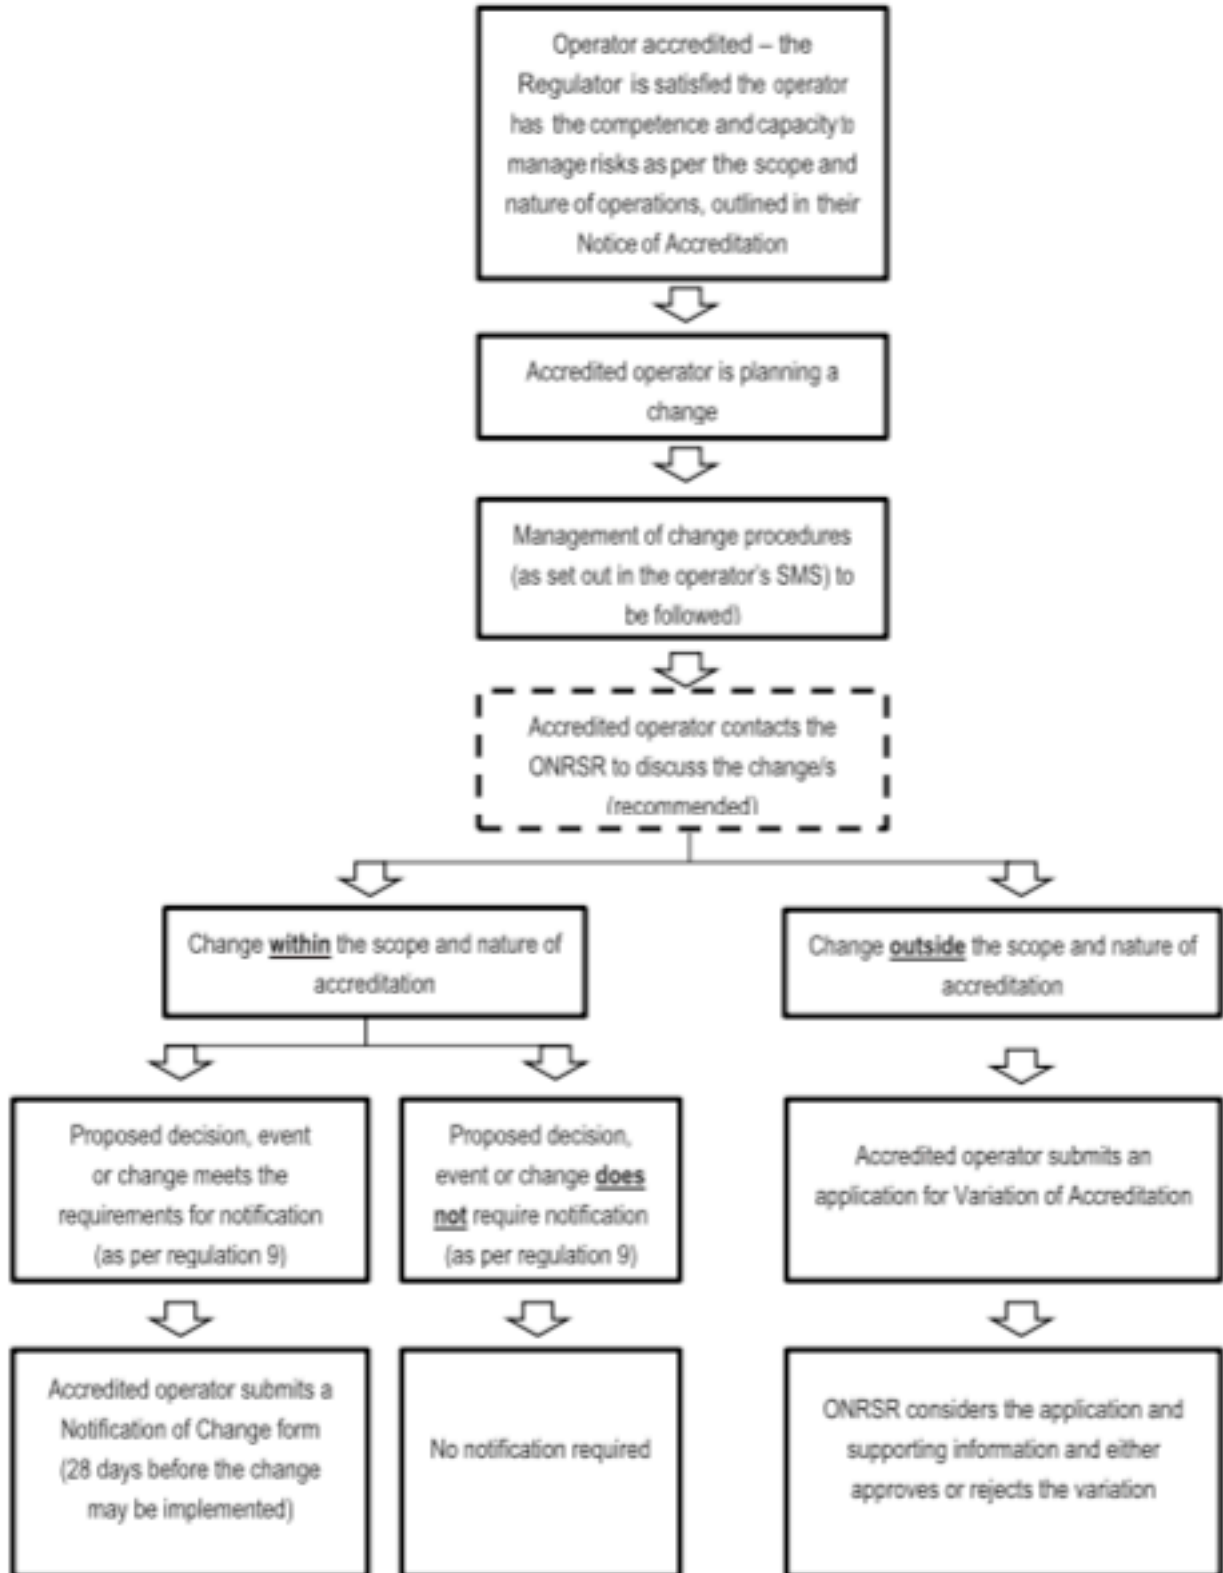 Operator accredited – the
Regulator is satisfied the operator
has the competence and capacity to
manage risks as per the scope and
nature of operations, outlined in their
Notice of Accreditation
Accredited operator is planning a
change
Management of change procedures
(as set out in the operator's SMS) to
be followed)
Accredited operator contacts the
ONRSR to discuss the change/s
(recommended)
Change within the scope and nature of
accreditation
Change outside the scope and nature of
accreditation
Proposed decision, event
or change meets the
requirements for notification
(as per regulation 9)
Proposed decision,
event or change does
not require notification
(as per regulation 9)
Accredited operator submits an
application for Variation of Accreditation
Accredited operator submits a
Notification of Change form
(28 days before the change
may be implemented)
No notification required
ONRSR considers the application and
supporting information and either
approves or rejects the variation